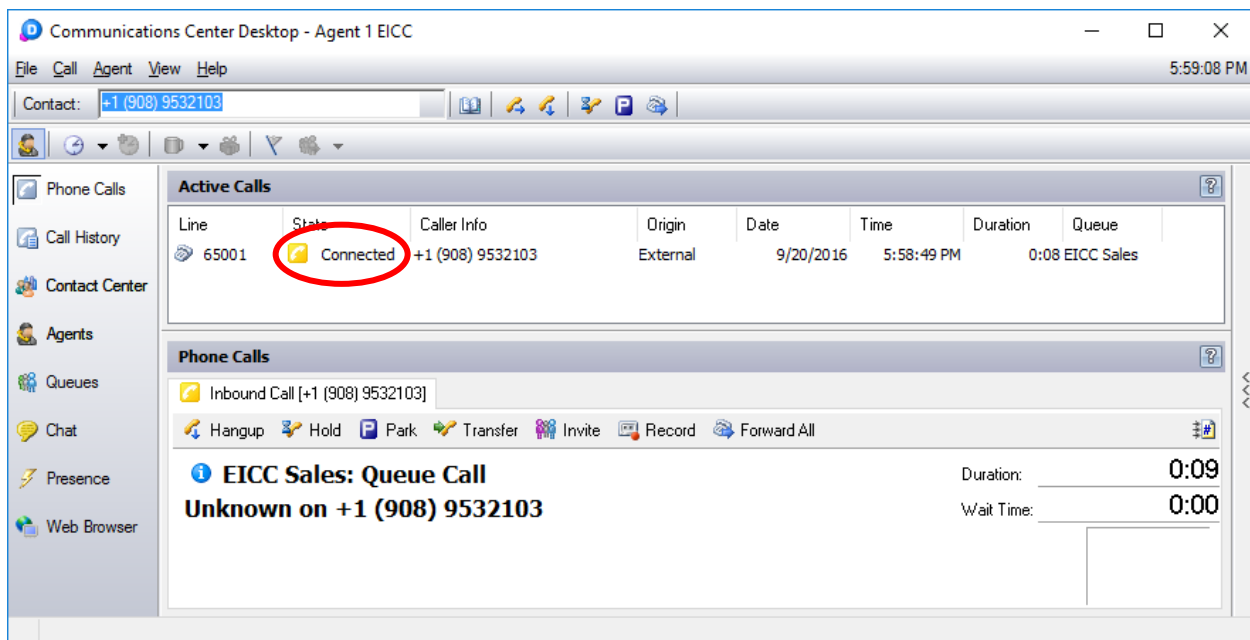 Communications Center Desktop - Agent 1 EICC
File Call Agent View Help 5:59:08 PM
Contact: +1 (908) 9532103
Phone Calls
Call History
Contact Center
Agents
Queues
Chat
Presence
Web Browser
Active Calls
Line State Caller Info Origin Date Time Duration Queue
65001 Connected +1 (908) 9532103 External 9/20/2016 5:58:49 PM 0:08 EICC Sales
Phone Calls
Inbound Call [+1 (908) 9532103]
Hangup Hold Park Transfer Invite Record Forward All
EICC Sales: Queue Call
Unknown on +1 (908) 9532103
Duration: 0:09
Wait Time: 0:00